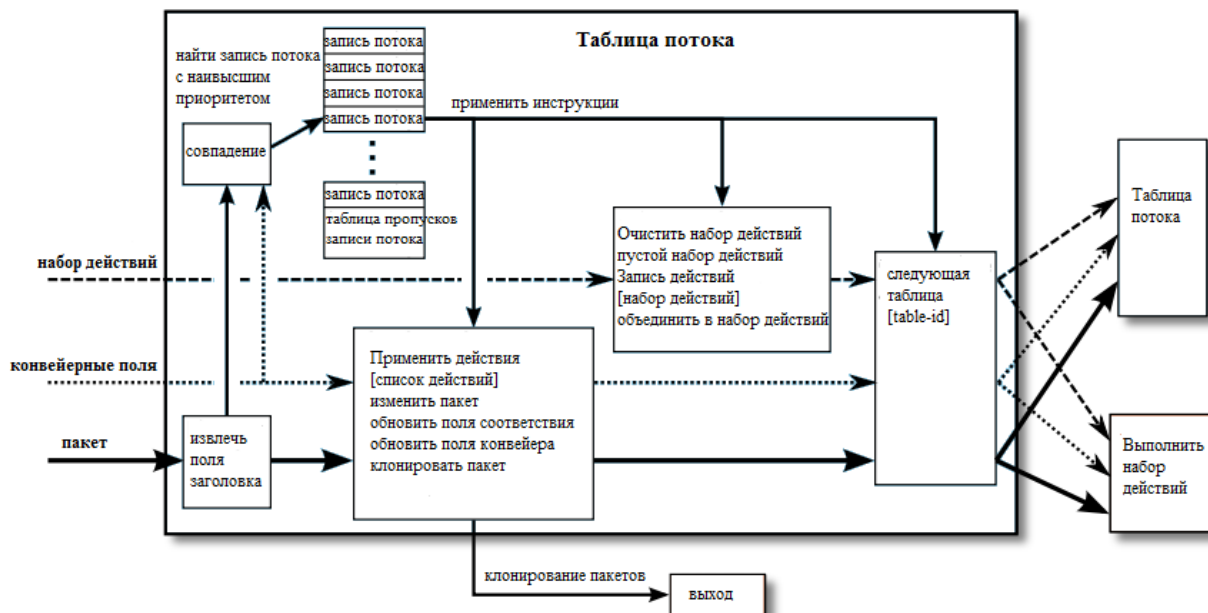 Таблица потока
найти запись потока
с наивысшим
приоритетом
запись потока
запись потока
запись потока
запись потока
применить инструкции
совпадение
запись потока
таблица пропусков
записи потока
Таблица
потока
набор действий
Очистить набор действий
пустой набор действий
Запись действий
[набор действий]
объединить в набор действий
следующая
таблица
[table-id]
конвейерные поля
Применить действия
[список действий]
изменить пакет
обновить поля соответствия
обновить поля конвейера
клонировать пакет
пакет
извлечь
поля
заголовка
Выполнить
набор
действий
клонирование пакетов
выход